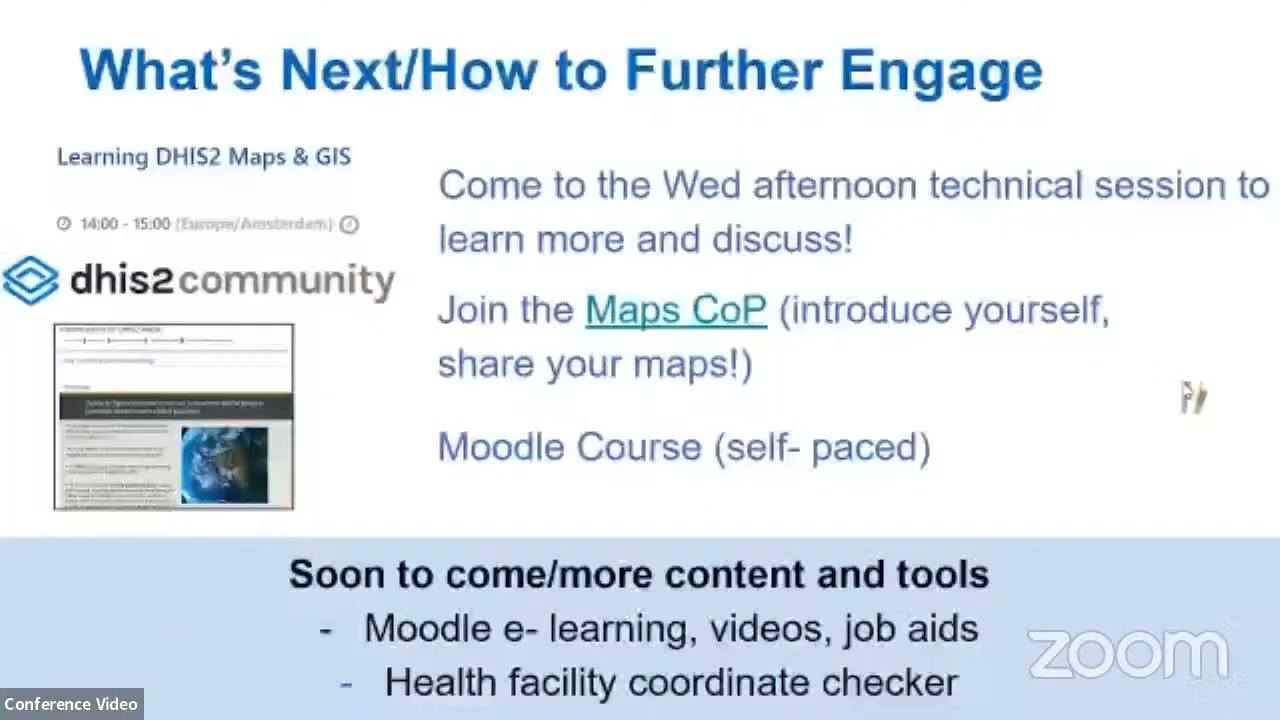 What's Next/How to Further Engage
Learning DHIS2 Maps & GIS
14:00 - 15:00 (Europe/Amsterdam)
dhis2community
Come to the Wed afternoon technical session to
learn more and discuss!
Join the Maps CoP (introduce yourself,
share your maps!)
Moodle Course (self- paced)
Soon to come/more content and tools
- Moodle e- learning, videos, job aids
- Health facility coordinate checker
zoom
Conference Video